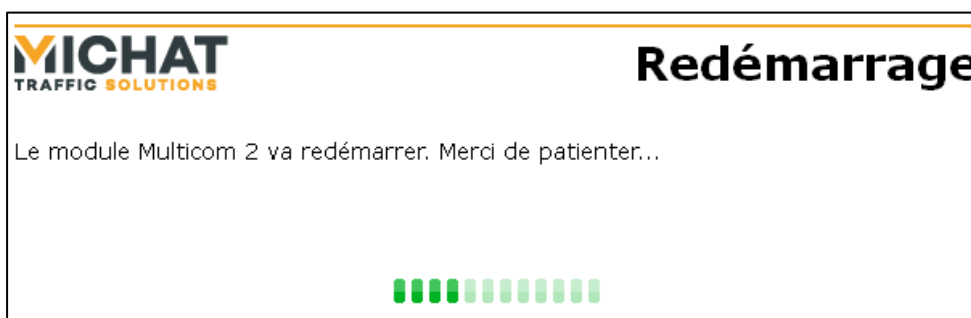 MICHAT
TRAFFIC SOLUTIONS
Redémarrage
Le module Multicom 2 va redémarrer. Merci de patienter...